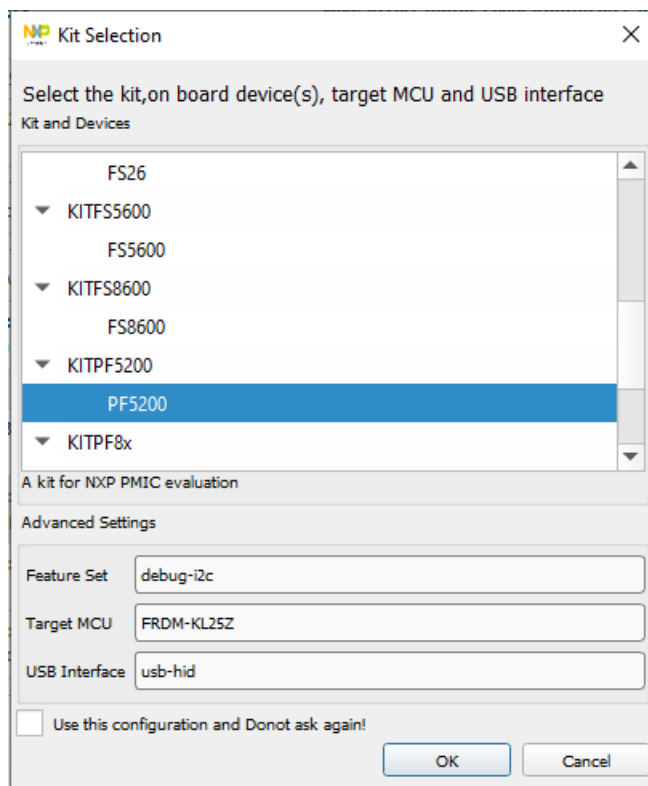 NXP Kit Selection
Select the kit,on board device(s), target MCU and USB interface
Kit and Devices
FS26
KITFS5600
FS5600
KITFS8600
FS8600
KITPF5200
PF5200
KITPF8x
A kit for NXP PMIC evaluation
Advanced Settings
Feature Set debug-i2c
Target MCU FRDM-KL25Z
USB Interface usb-hid
Use this configuration and Donot ask again!
OK Cancel